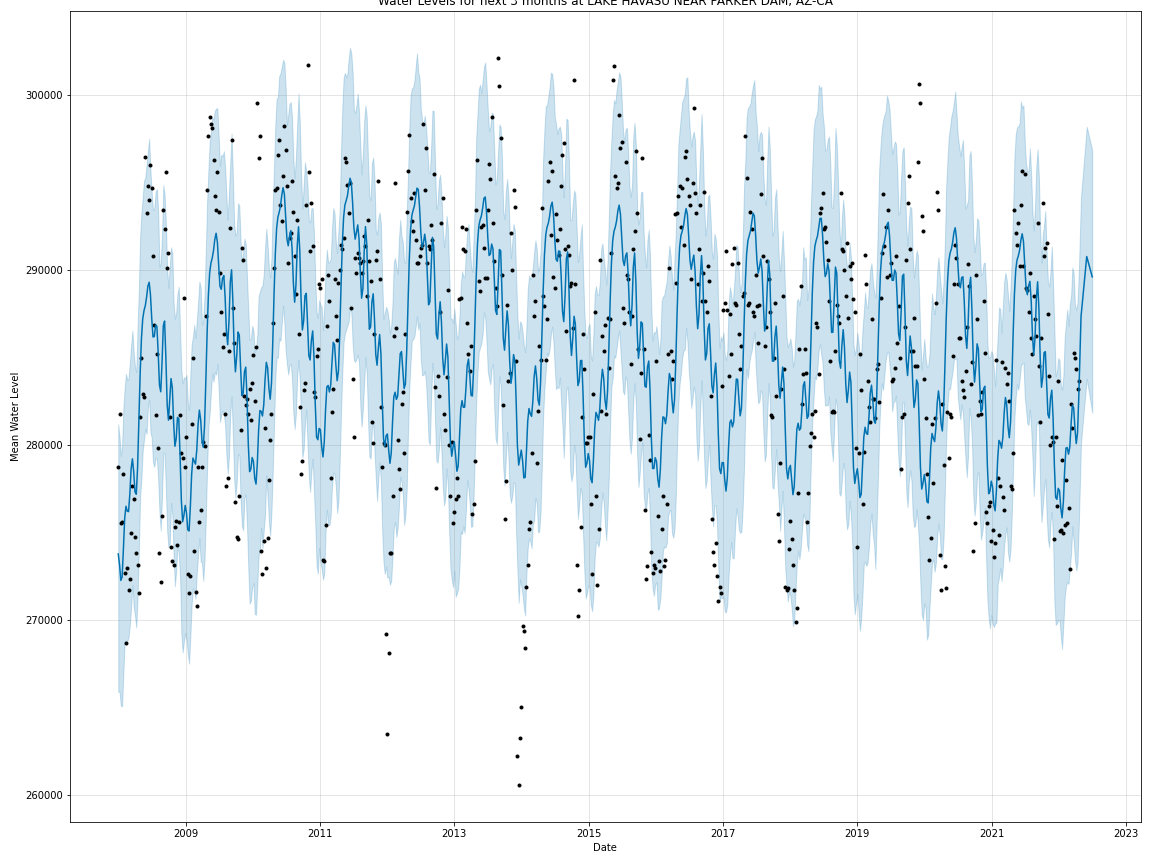 Water Levels for next 3 months at LAKE HAVASU NEAR PARKER DAM, AZ-CA
300000
290000
280000
270000
260000
Mean Water Level
2009 2011 2013 2015 2017 2019 2021 2023
Date